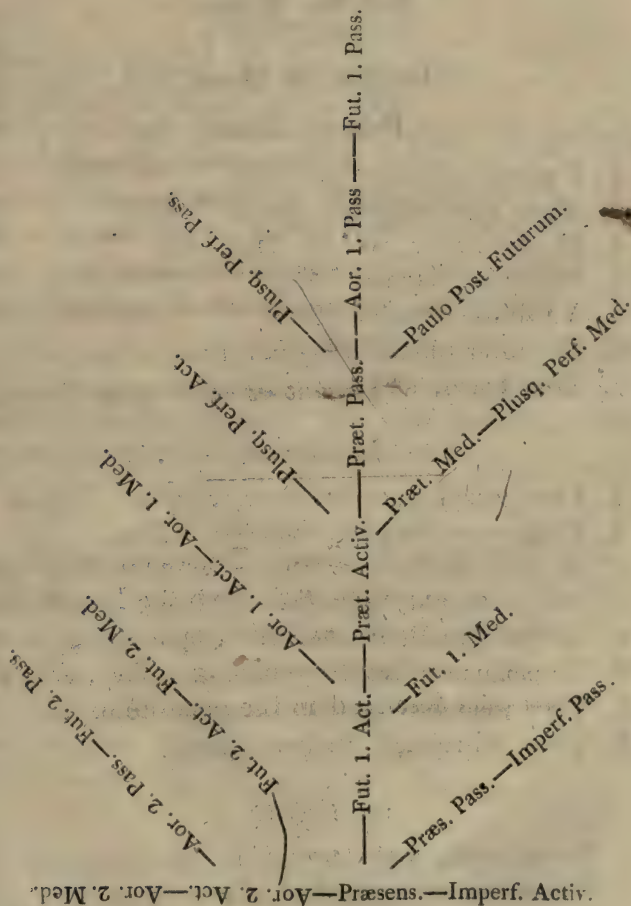 Plusq. Perf. Pass.
Plusq. Perf. Act.
Aor. 1. Act.—Aor. 1. Med.
Fut. 2. Act.—Fut. 2. Med.
Aor. 2. Pass.—Fut. 2. Pass.
—Fut. 1. Act.—Præt. Activ.—Præt. Pass.—Aor. 1. Pass—Fut. 1. Pass.
Paulo Post Futurum.
Præt. Med.—Plusq. Perf. Med.
Fut. 1. Med.
Præs. Pass.—Imperf. Pass.
Aor. 2. Act.—Aor. 2. Med.
Præsens.—Imperf. Activ.